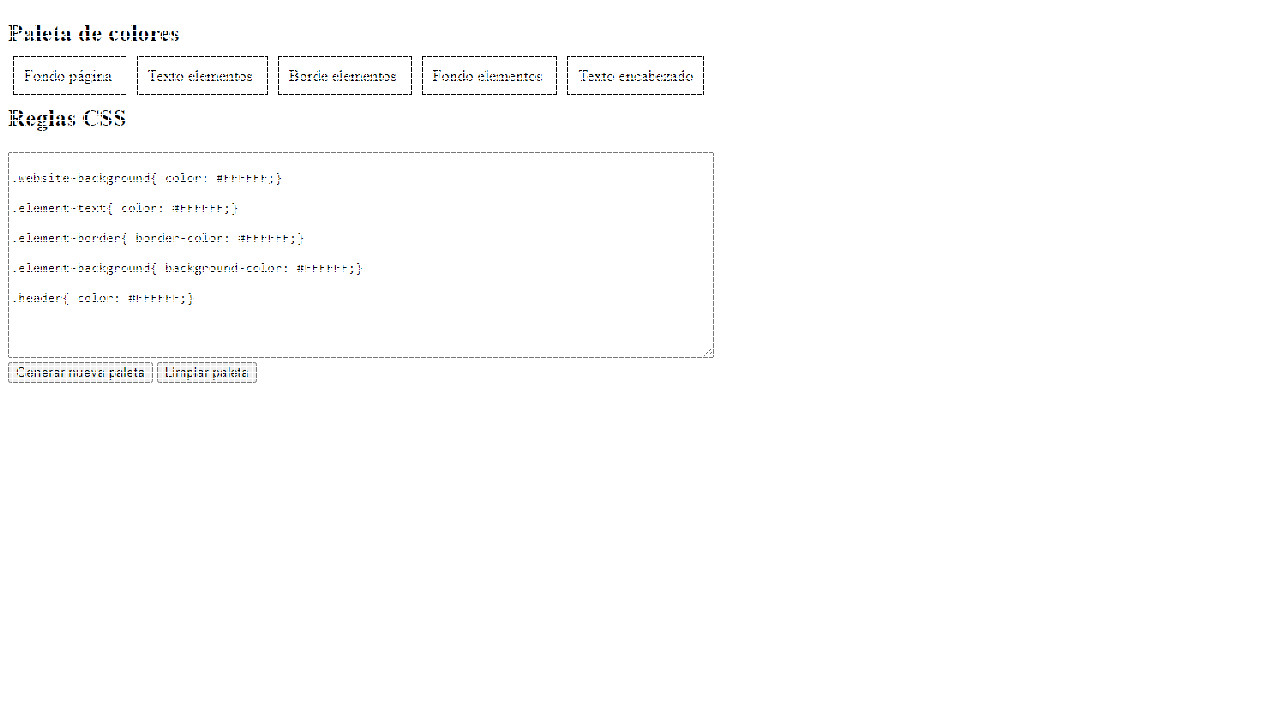 Paleta de colores
Fondo página Texto elementos Borde elementos Fondo elementos Texto encabezado
Reglas CSS
.website-background{ color: #FFFFFF;}
.element-text{ color: #FFFFFF;}
.element-border{ border-color: #FFFFFF;}
.element-background{ background-color: #FFFFFF;}
.header{ color: #FFFFFF;}
Generar nueva paleta Limpiar paleta